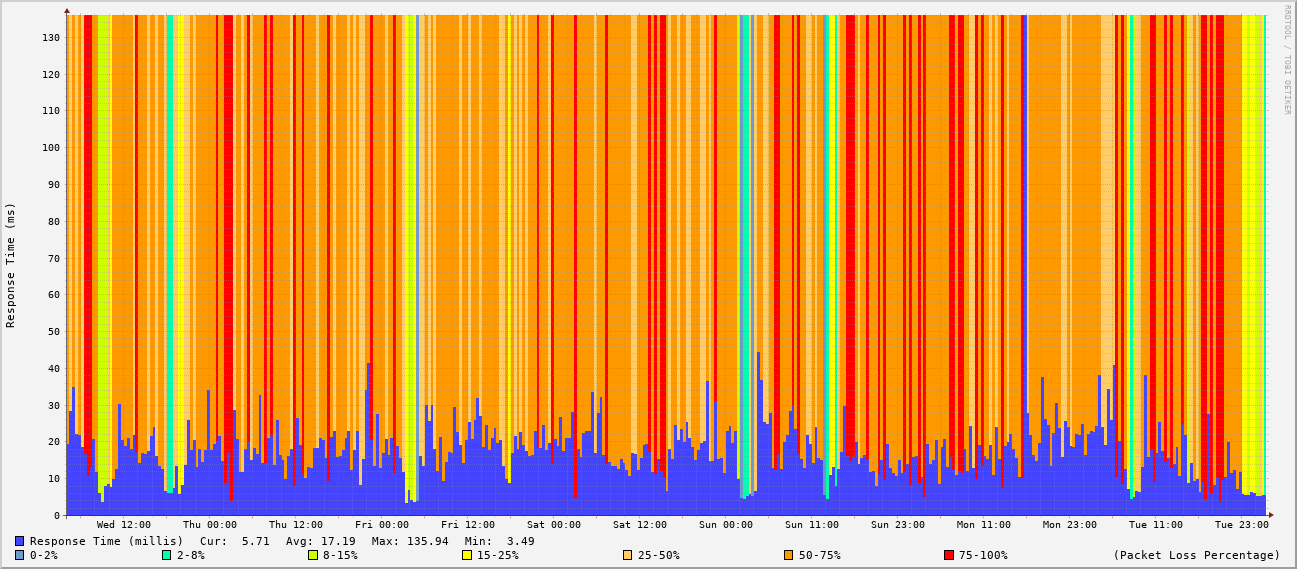 RRDTOOL / TOBI OETIKER
Response Time (ms)
130
120
110
100
90
80
70
60
50
40
30
20
10
0
Wed 12:00 Thu 00:00 Thu 12:00 Fri 00:00 Fri 12:00 Sat 00:00 Sat 12:00 Sun 00:00 Sun 11:00 Sun 23:00 Mon 11:00 Mon 23:00 Tue 11:00 Tue 23:00
Response Time (millis) Cur: 5.71 Avg: 17.19 Max: 135.94 Min: 3.49
0-2% 2-8% 8-15% 15-25% 25-50% 50-75% 75-100% (Packet Loss Percentage)